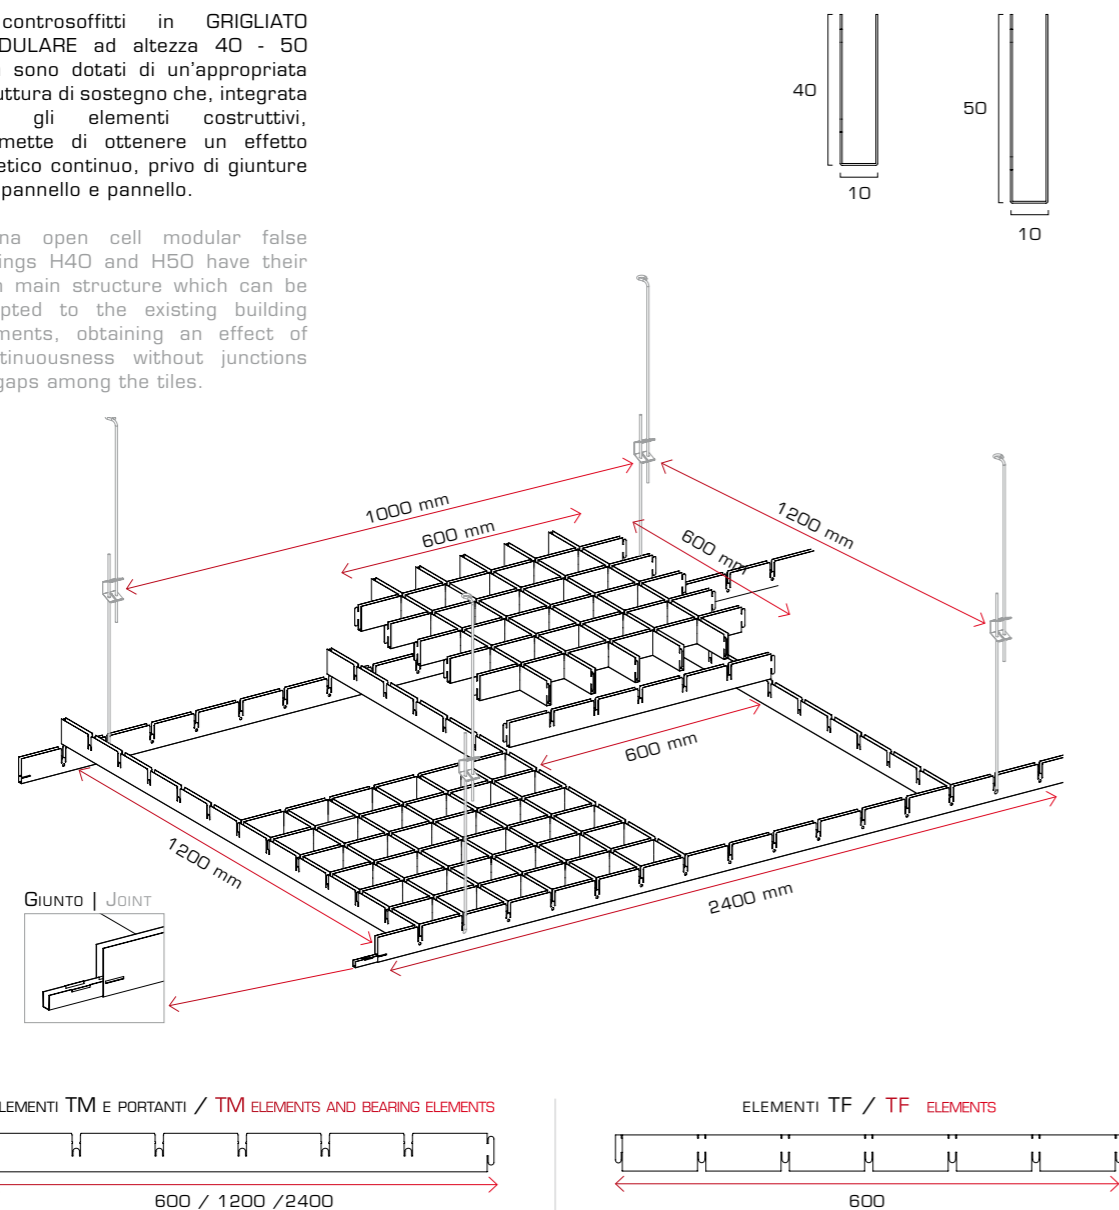 controsoffitti in GRIGLIATO
DULARE ad altezza 40 - 50
sono dotati di un'appropriata
uttura di sostegno che, integrata
gli elementi costruttivi,
mette di ottenere un effetto
etico continuo, privo di giunture
pannello e pannello.
na open cell modular false
ings H40 and H50 have their
n main structure which can be
pted to the existing building
ments, obtaining an effect of
tinuousness without junctions
gaps among the tiles.
40
10
50
10
1000 mm
600 mm
1200 mm
600 mm
600 mm
1200 mm
2400 mm
Giunto | Joint
LEMENTI TM E PORTANTI / TM ELEMENTS AND BEARING ELEMENTS
600 / 1200 /2400
ELEMENTI TF / TF ELEMENTS
600